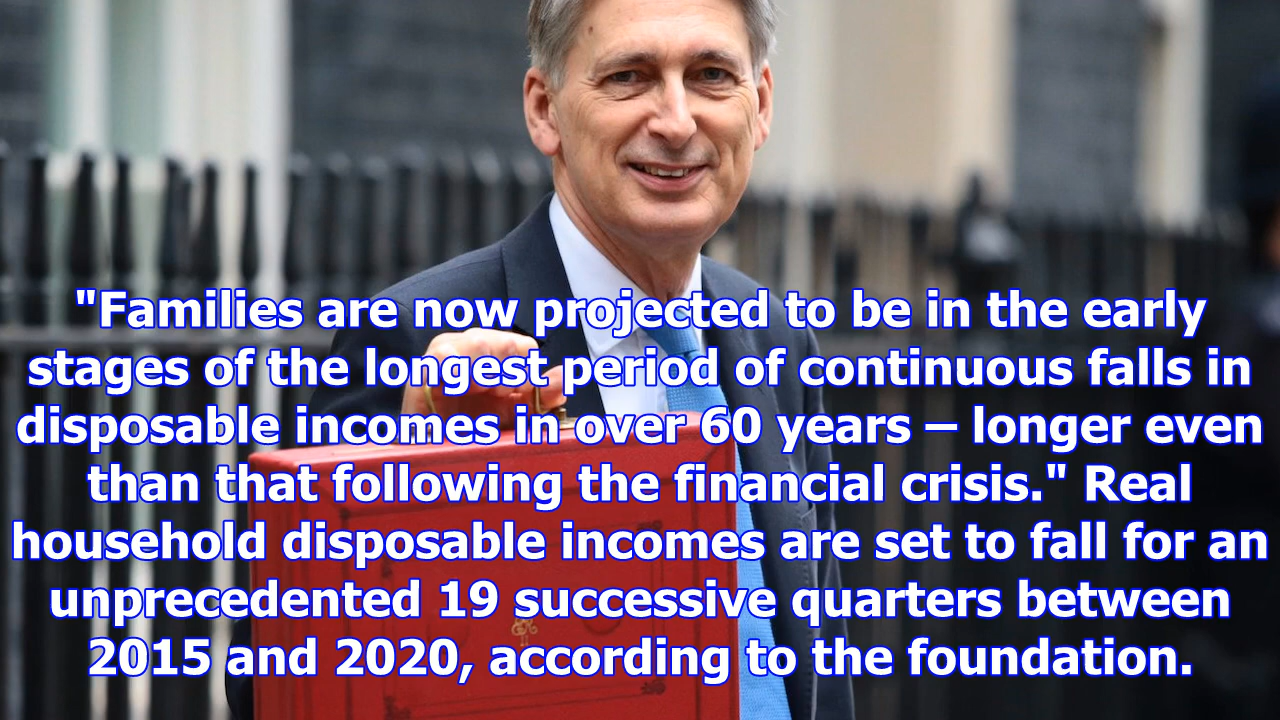 "Families are now projected to be in the early
stages of the longest period of continuous falls in
disposable incomes in over 60 years – longer even
than that following the financial crisis." Real
household disposable incomes are set to fall for an
unprecedented 19 successive quarters between
2015 and 2020, according to the foundation.